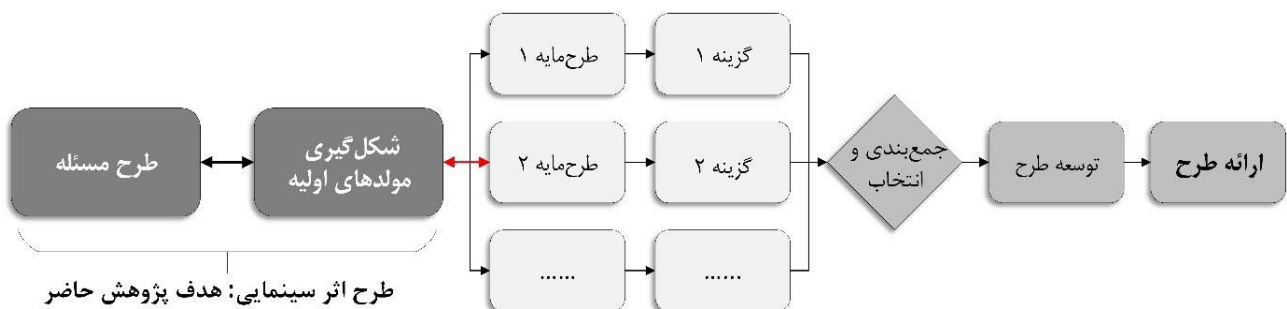 طرح مسئله
شکل‌گیری
مولدهای اولیه
طرح‌مایه ۱
گزینه ۱
طرح‌مایه ۲
گزینه ۲
......
......
جمع‌بندی و
انتخاب
توسعه طرح
ارائه طرح
طرح اثر سینمایی: هدف پژوهش حاضر